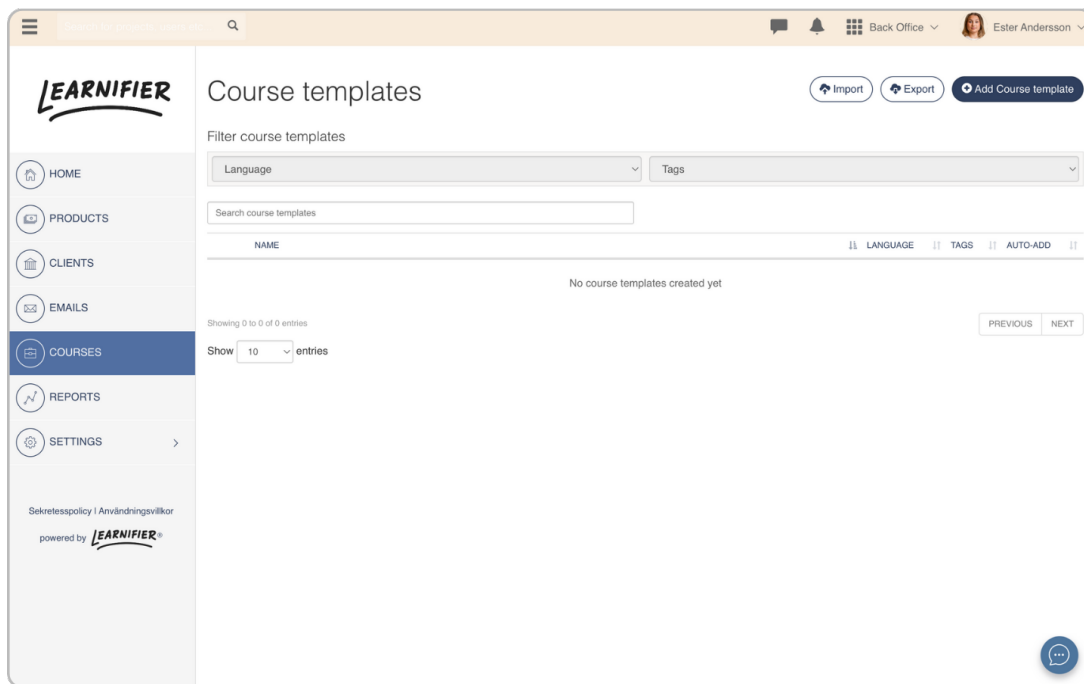 Back Office
Ester Andersson
LEARNIFIER
Course templates
Import
Export
Add Course template
Filter course templates
Language
Tags
Search course templates
NAME
LANGUAGE
TAGS
AUTO-ADD
No course templates created yet
Showing 0 to 0 of 0 entries
PREVIOUS
NEXT
Show 10 entries
HOME
PRODUCTS
CLIENTS
EMAILS
COURSES
REPORTS
SETTINGS
Sekretesspolicy | Användningsvillkor
powered by LEARNIFIER®